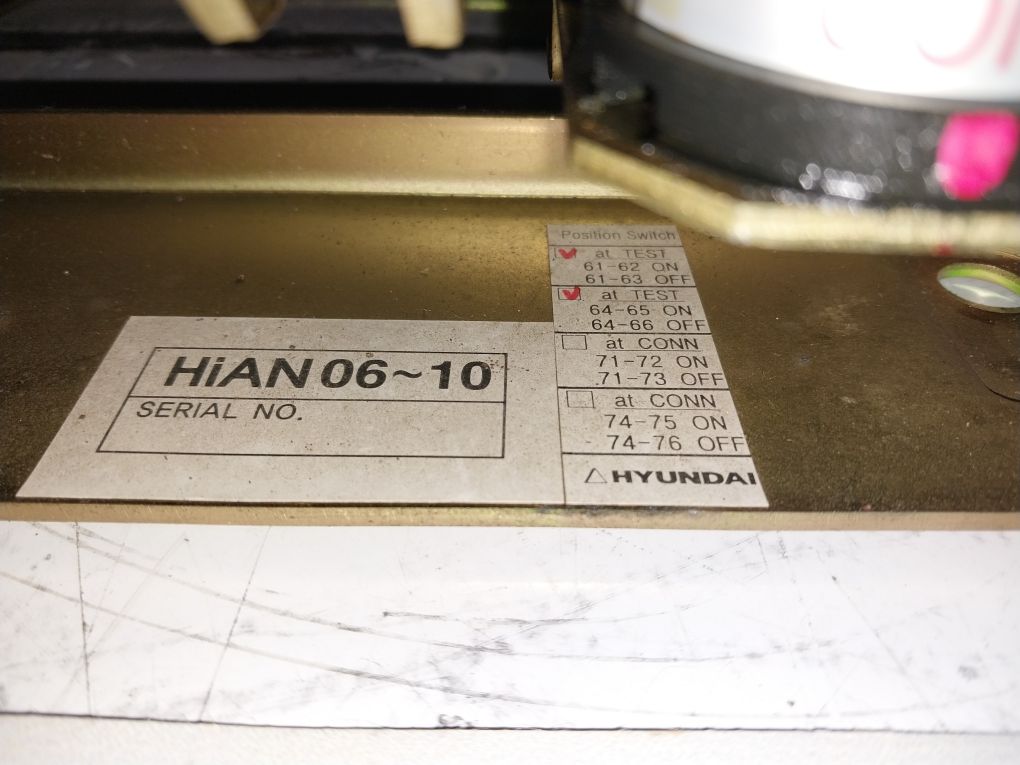 HiAN 06~10
SERIAL NO.
Position Switch
at TEST
61-62 ON
61-63 OFF
at TEST
64-65 ON
64-66 OFF
at CONN
71-72 ON
71-73 OFF
at CONN
74-75 ON
74-76 OFF
HYUNDAI